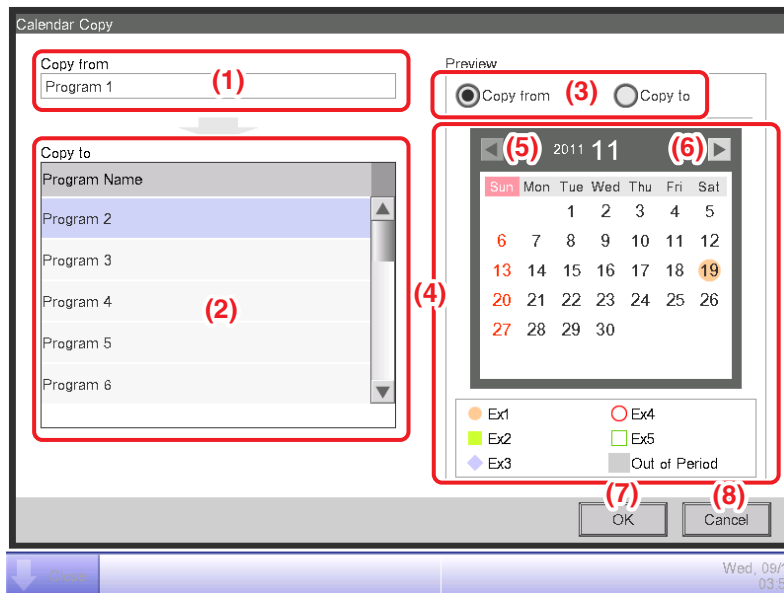 Calendar Copy
Copy from
Program 1
(1)
Copy to
Program Name
Program 2
Program 3
Program 4
Program 5
Program 6
(2)
Preview
Copy from (3) Copy to
(4)
(5) 2011 11 (6)
Sun Mon Tue Wed Thu Fri Sat
1 2 3 4 5
6 7 8 9 10 11 12
13 14 15 16 17 18 19
20 21 22 23 24 25 26
27 28 29 30
Ex1 Ex4
Ex2 Ex5
Ex3 Out of Period
(7) (8)
OK Cancel
Close
Wed, 09/
03:5